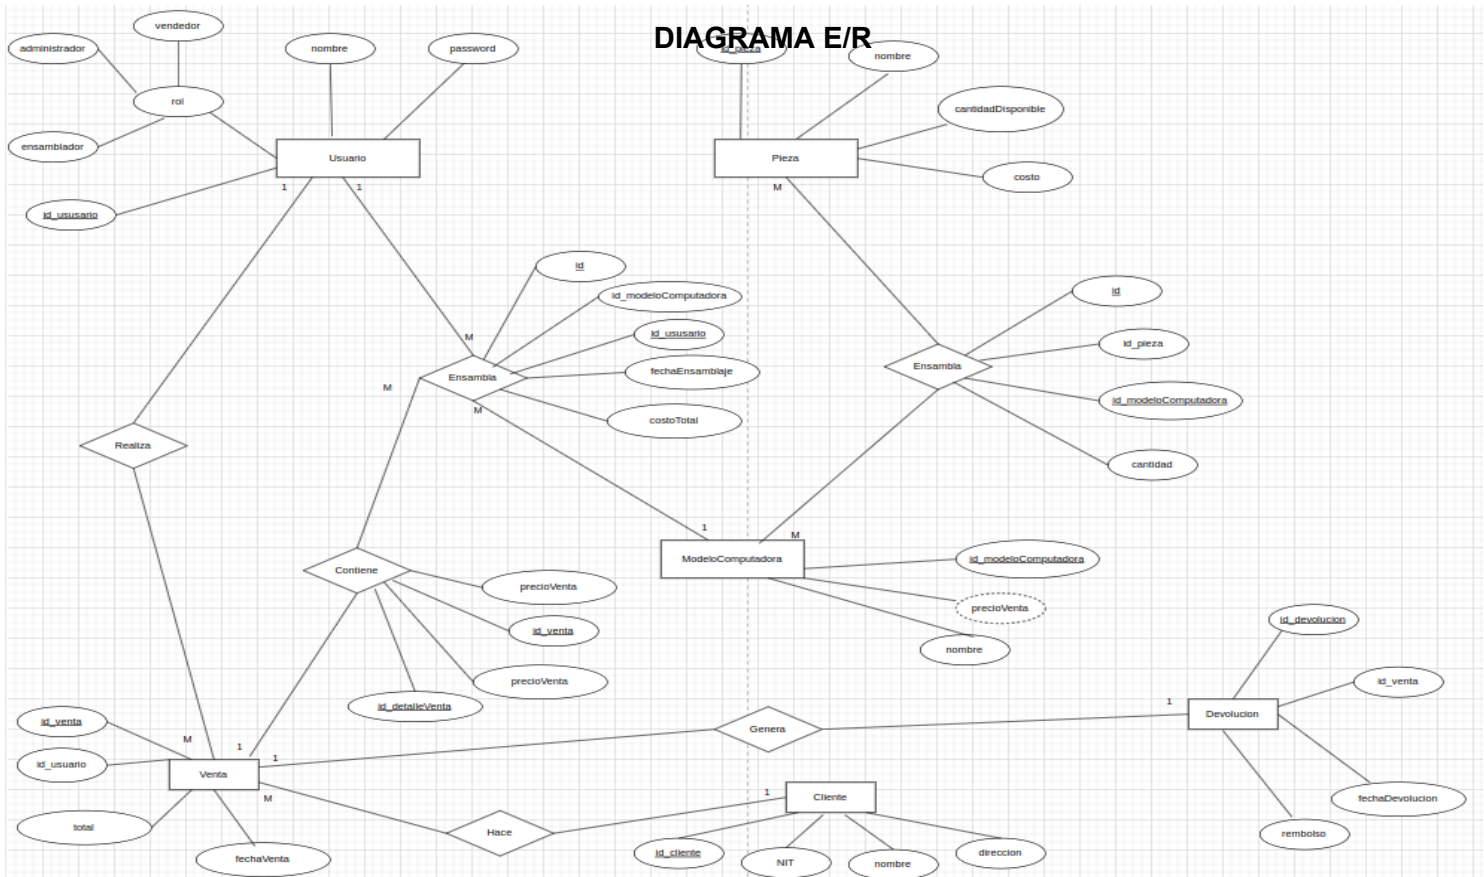 DIAGRAMA E/R
vendedor
administrador
nombre
password
id_pieza
nombre
rol
cantidadDisponible
ensamblador
Usuario
Pieza
costo
1
1
M
id_ususario
id
id_modeloComputadora
id
id_ususario
M
id_pieza
Ensambla
fechaEnsamblaje
Ensambla
M
id_modeloComputadora
M
costoTotal
Realiza
cantidad
1
M
ModeloComputadora
id_modeloComputadora
Contiene
precioVenta
precioVenta
id_venta
nombre
id_devolucion
precioVenta
id_venta
id_detalleVenta
1
Devolucion
id_venta
Genera
M
1
1
id_usuario
Venta
M
1
Cliente
fechaDevolucion
total
Hace
rembolso
fechaVenta
id_cliente
NIT
nombre
direccion